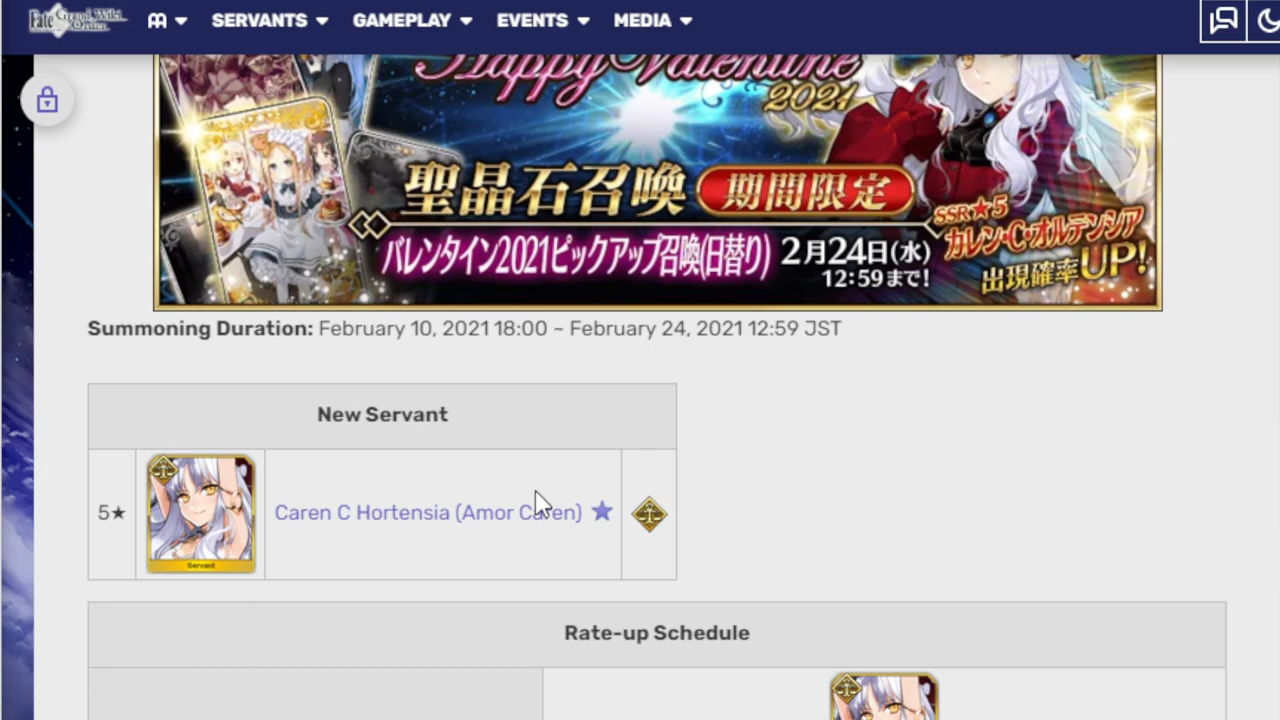 Fate Grand Order Wiki
SERVANTS
GAMEPLAY
EVENTS
MEDIA
Happy Valentine
2021
聖晶石召喚
期間限定
SSR★5
カレン・C・オルテンシア
出現確率UP!
バレンタイン2021ピックアップ召喚(日替り)
2月24日(水)
12:59まで!
Summoning Duration: February 10, 2021 18:00 ~ February 24, 2021 12:59 JST
New Servant
5★
Servant
Caren C Hortensia (Amor Caren) ★
Rate-up Schedule